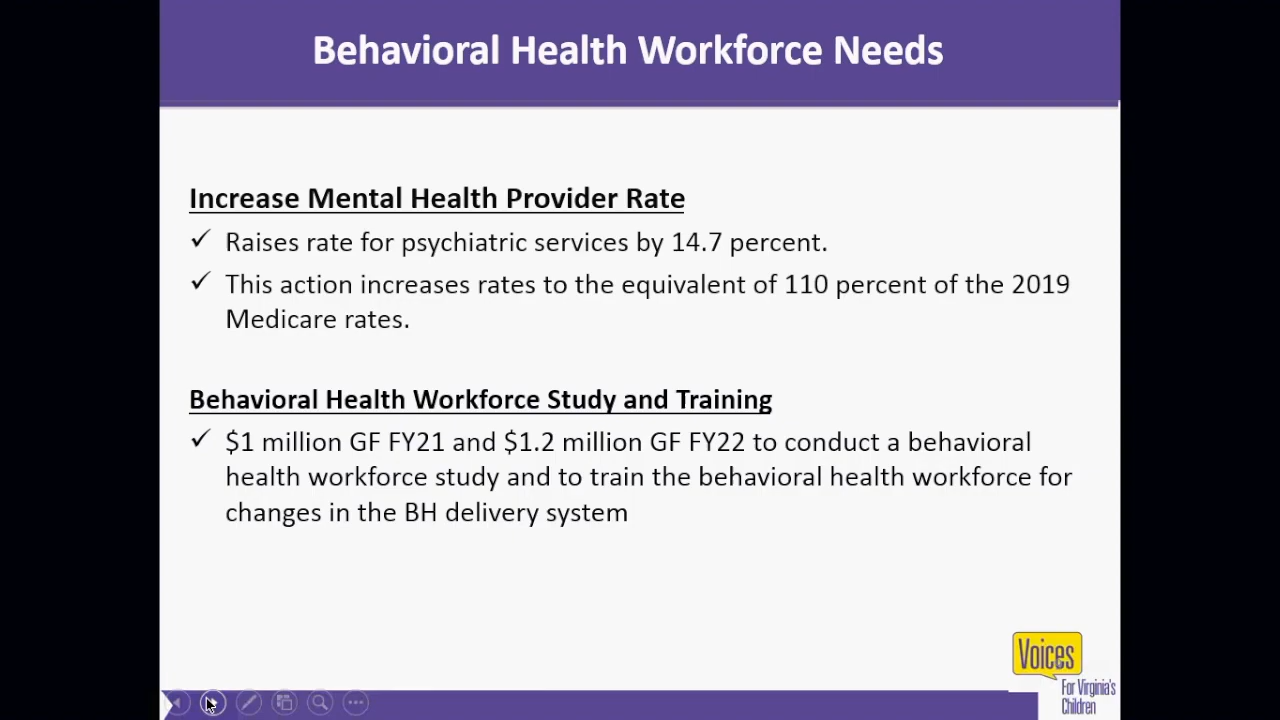 Behavioral Health Workforce Needs
Increase Mental Health Provider Rate
✓ Raises rate for psychiatric services by 14.7 percent.
✓ This action increases rates to the equivalent of 110 percent of the 2019
Medicare rates.
Behavioral Health Workforce Study and Training
✓ $1 million GF FY21 and $1.2 million GF FY22 to conduct a behavioral
health workforce study and to train the behavioral health workforce for
changes in the BH delivery system
Voices
For Virginia's
Children